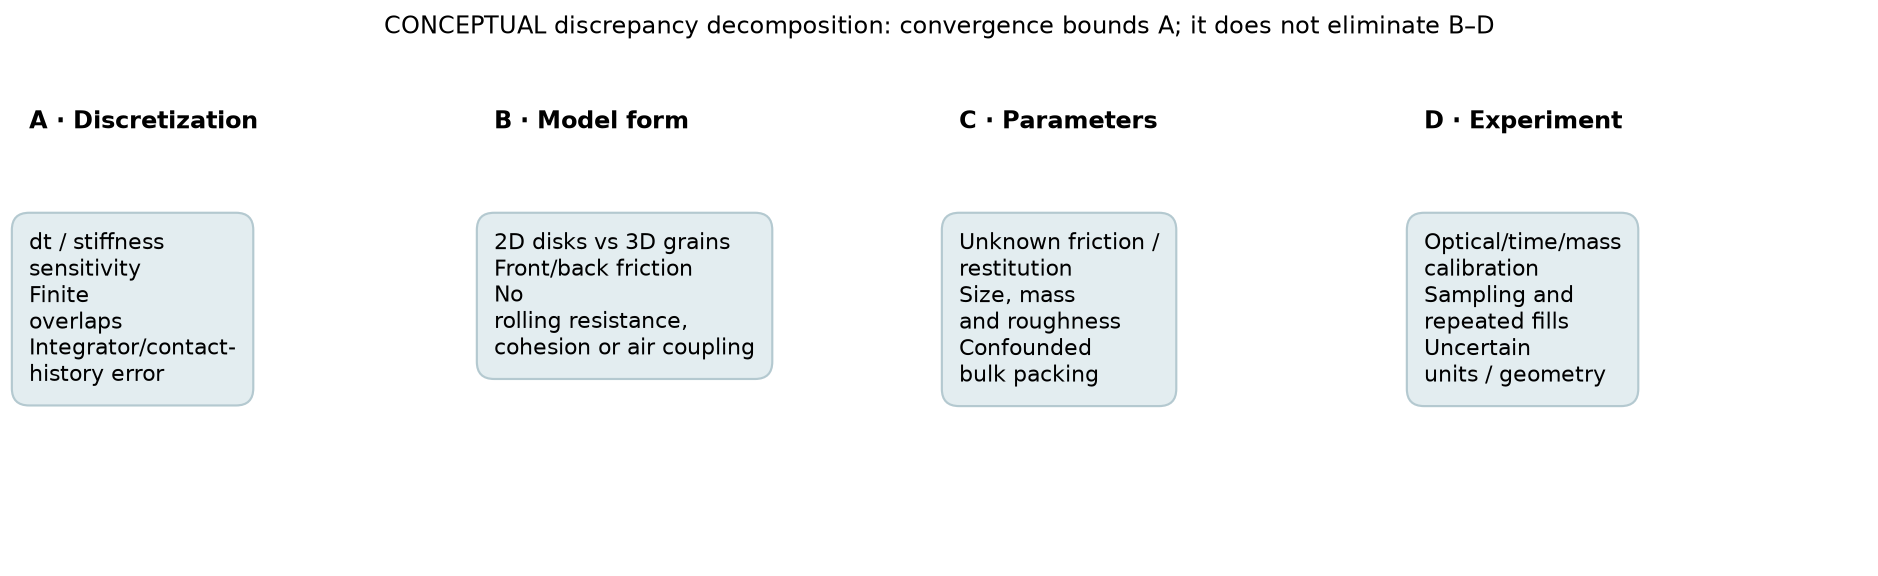 CONCEPTUAL discrepancy decomposition: convergence bounds A; it does not eliminate B–D
A · Discretization
dt / stiffness
sensitivity
Finite
overlaps
Integrator/contact-
history error
B · Model form
2D disks vs 3D grains
Front/back friction
No
rolling resistance,
cohesion or air coupling
C · Parameters
Unknown friction /
restitution
Size, mass
and roughness
Confounded
bulk packing
D · Experiment
Optical/time/mass
calibration
Sampling and
repeated fills
Uncertain
units / geometry